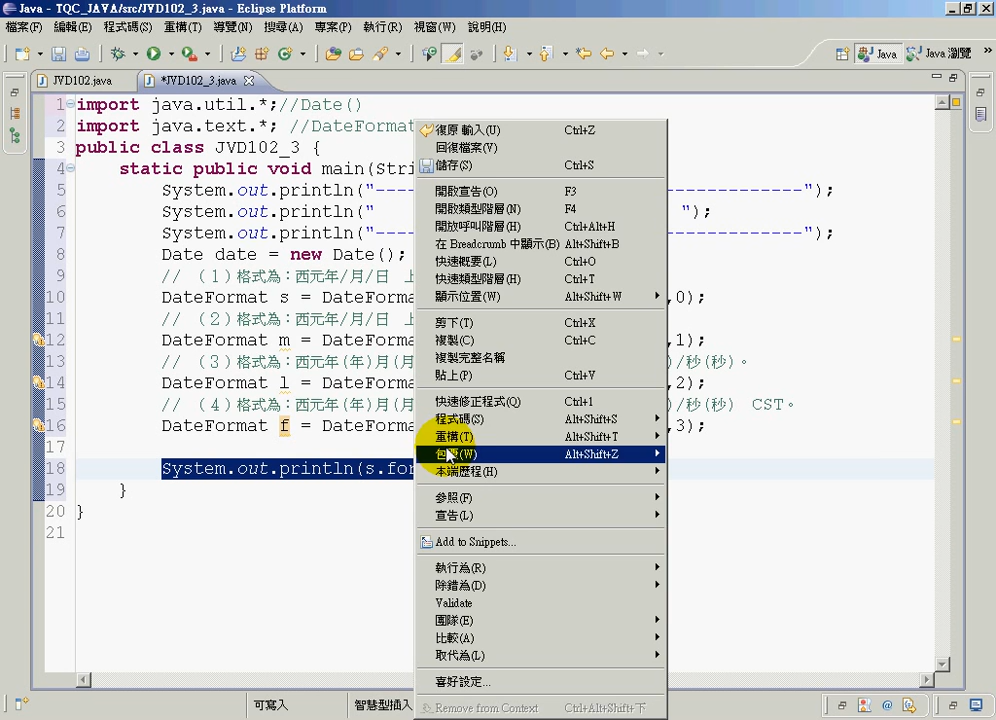 Java - TQC_JAVA/src/JVD102_3.java - Eclipse Platform
檔案(F) 編輯(E) 程式碼(S) 重構(T) 導覽(N) 搜尋(A) 專案(P) 執行(R) 視窗(W) 說明(H)
Java Java 瀏覽 »
JVD102.java *JVD102_3.java
1 import java.util.*;//Date()
2 import java.text.*; //DateFormat
3 public class JVD102_3 {
4 static public void main(Stri
5 System.out.println("---- -----------");
6 System.out.println(" ");
7 System.out.println("---- -----------");
8 Date date = new Date();
9 // （1）格式為：西元年/月/日 上
10 DateFormat s = DateForma ,0);
11 // （2）格式為：西元年/月/日 上
12 DateFormat m = DateForma ,1);
13 // （3）格式為：西元年(年)月(月 )/秒(秒)。
14 DateFormat l = DateForma ,2);
15 // （4）格式為：西元年(年)月(月 )/秒(秒) CST。
16 DateFormat f = DateForma ,3);
17
18 System.out.println(s.for
19 }
20 }
21
復原 輸入(U) Ctrl+Z
回復檔案(V)
儲存(S) Ctrl+S
開啟宣告(O) F3
開啟類型階層(N) F4
開放呼叫階層(H) Ctrl+Alt+H
在 Breadcrumb 中顯示(B) Alt+Shift+B
快速概要(L) Ctrl+O
快速類型階層(H) Ctrl+T
顯示位置(W) Alt+Shift+W
剪下(T) Ctrl+X
複製(C) Ctrl+C
複製完整名稱
貼上(P) Ctrl+V
快速修正程式(Q) Ctrl+1
程式碼(S) Alt+Shift+S
重構(T) Alt+Shift+T
包覆(W) Alt+Shift+Z
本端歷程(H)
參照(F)
宣告(L)
Add to Snippets...
執行為(R)
除錯為(D)
Validate
團隊(E)
比較(A)
取代為(L)
喜好設定...
Remove from Context Ctrl+Alt+Shift+下
可寫入 智慧型插入